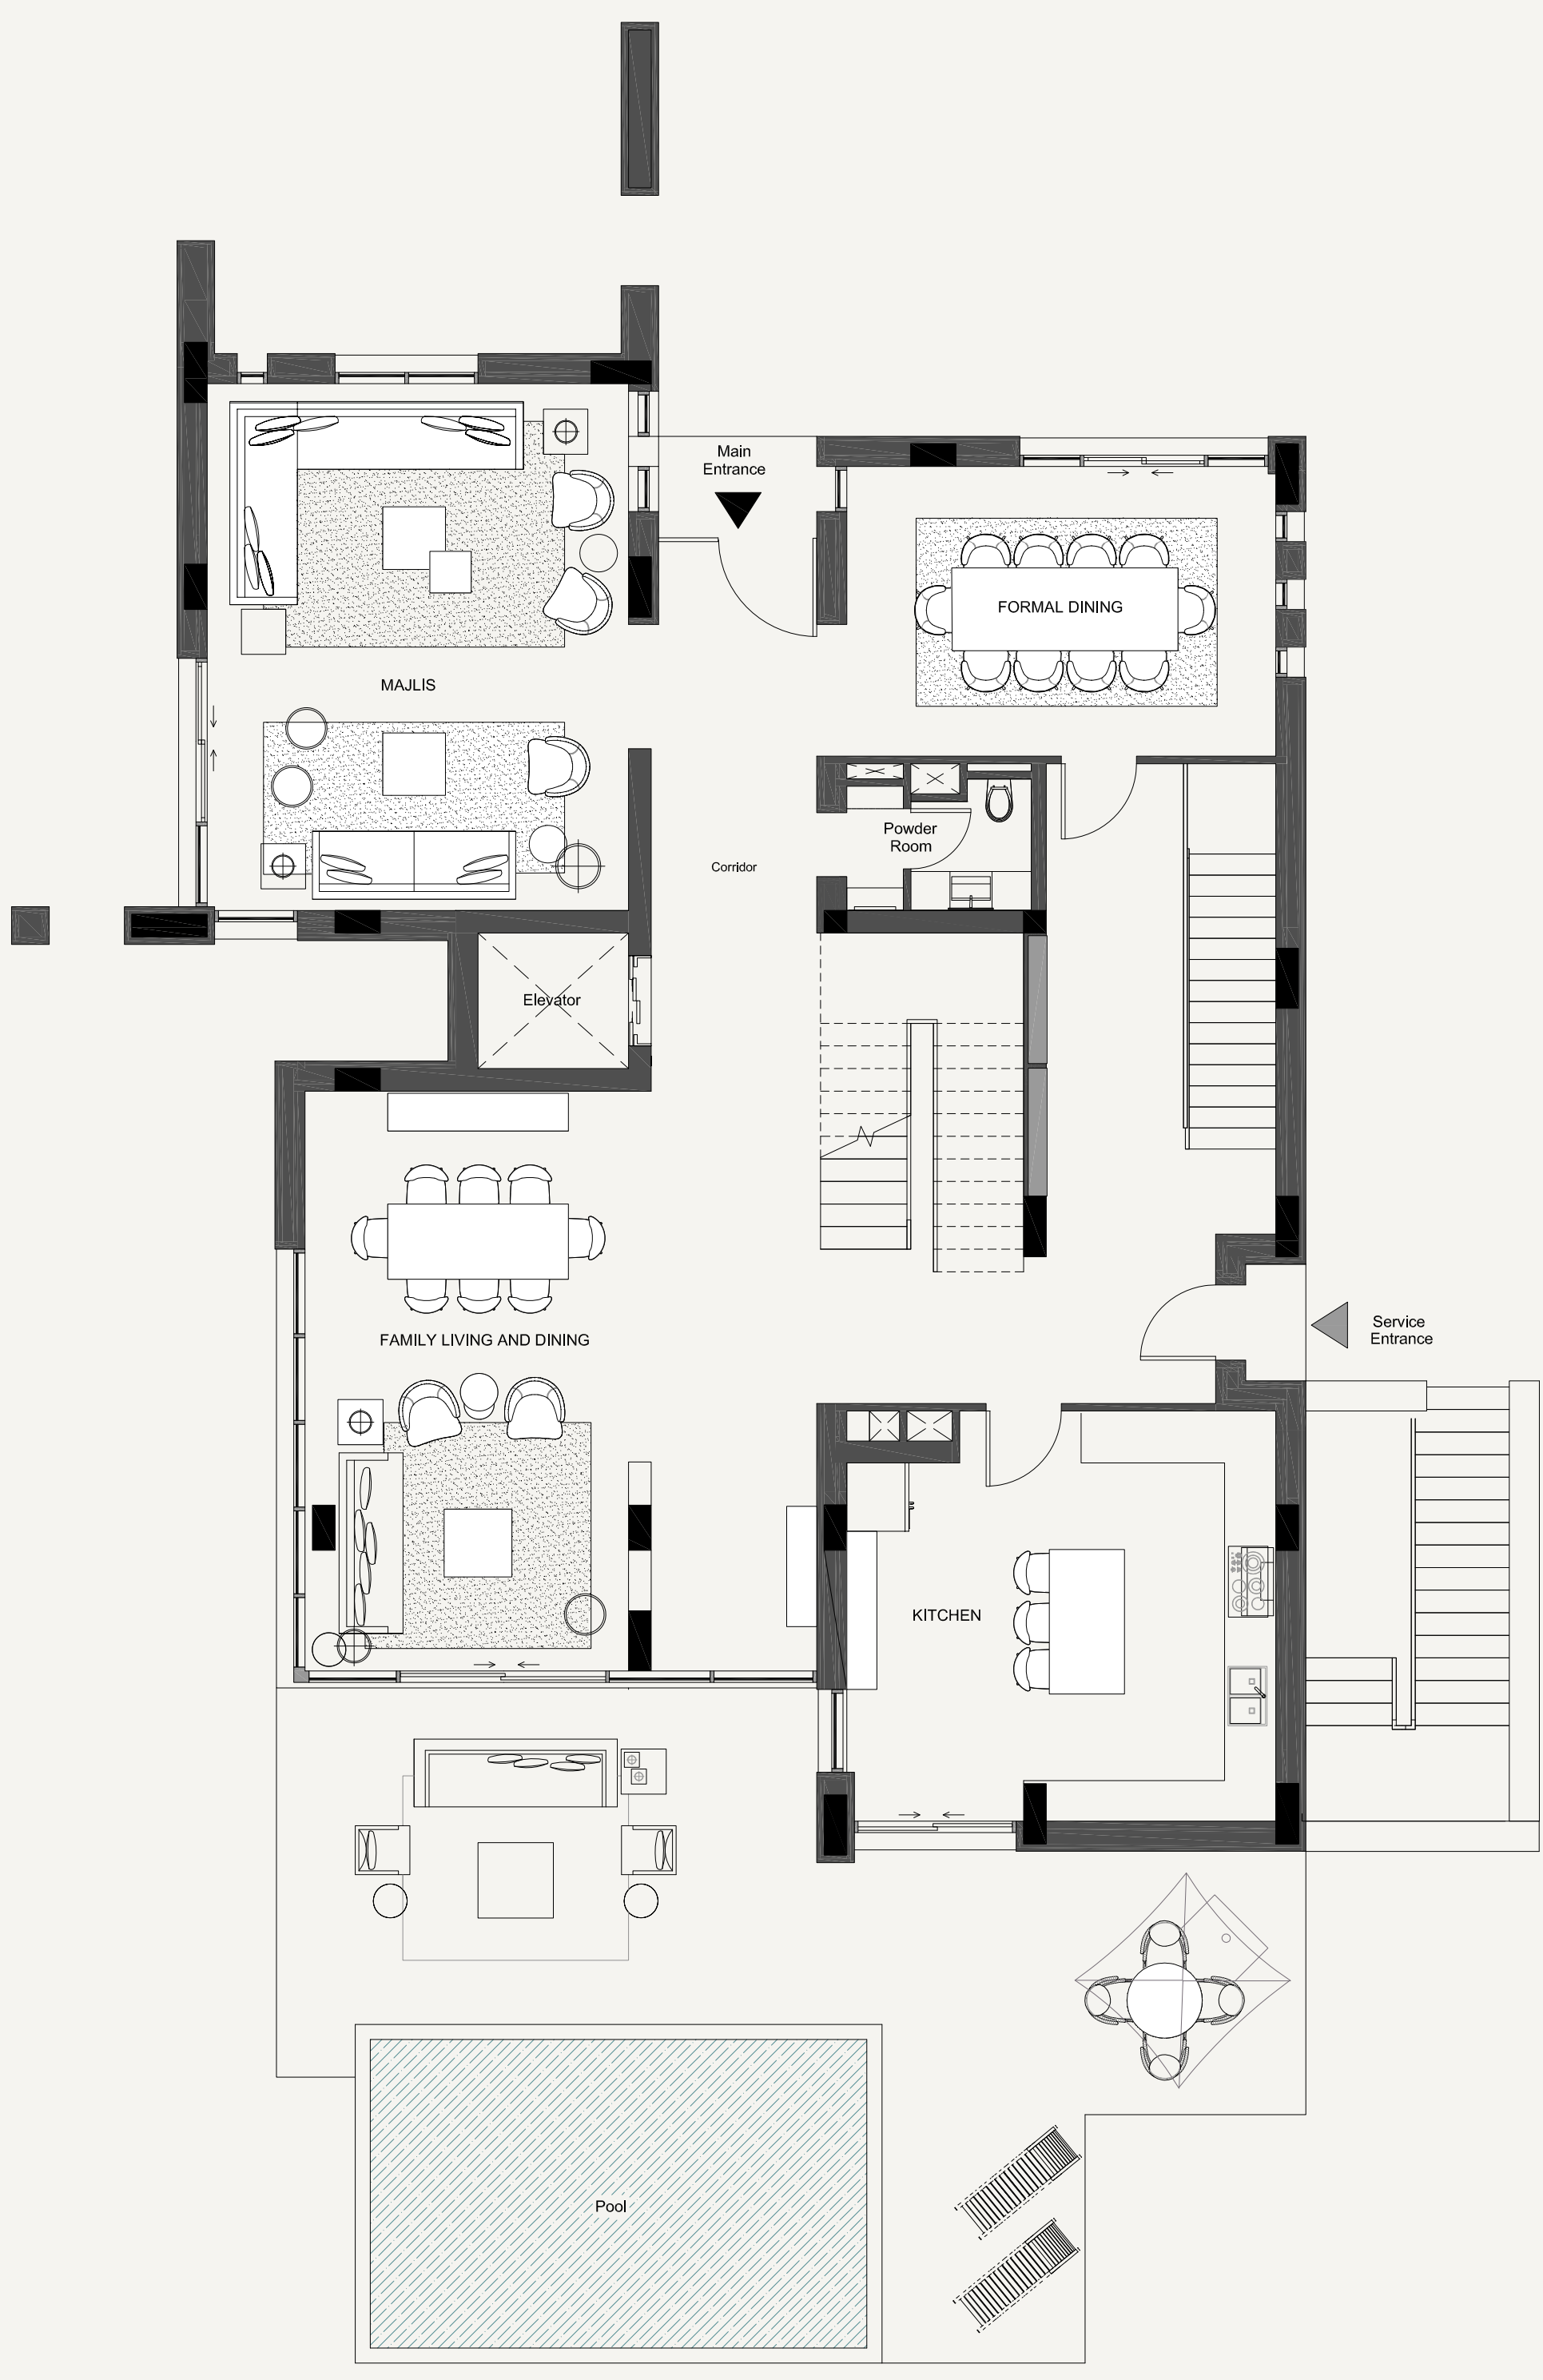 Main
Entrance
FORMAL DINING
MAJLIS
Powder
Room
Corridor
Elevator
Service
Entrance
FAMILY LIVING AND DINING
KITCHEN
Pool